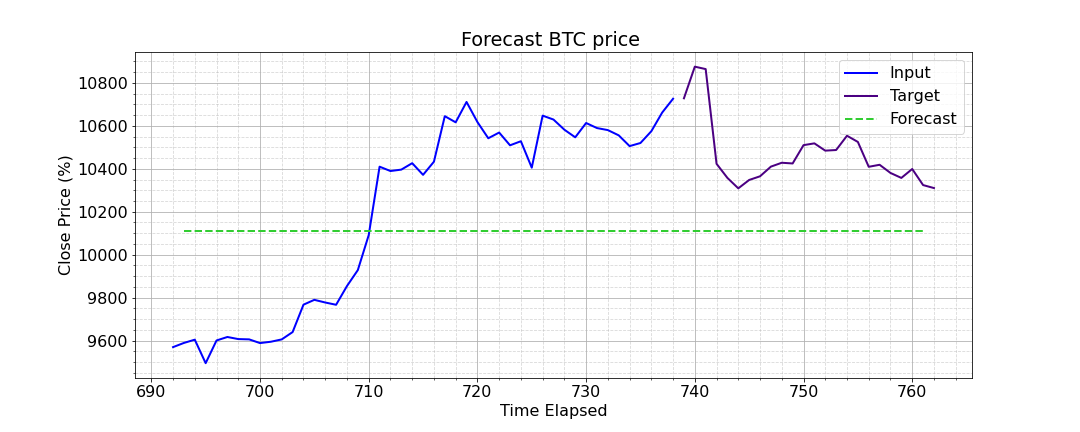 Forecast BTC price
Close Price (%)
10800
10600
10400
10200
10000
9800
9600
Input
Target
Forecast
690 700 710 720 730 740 750 760
Time Elapsed